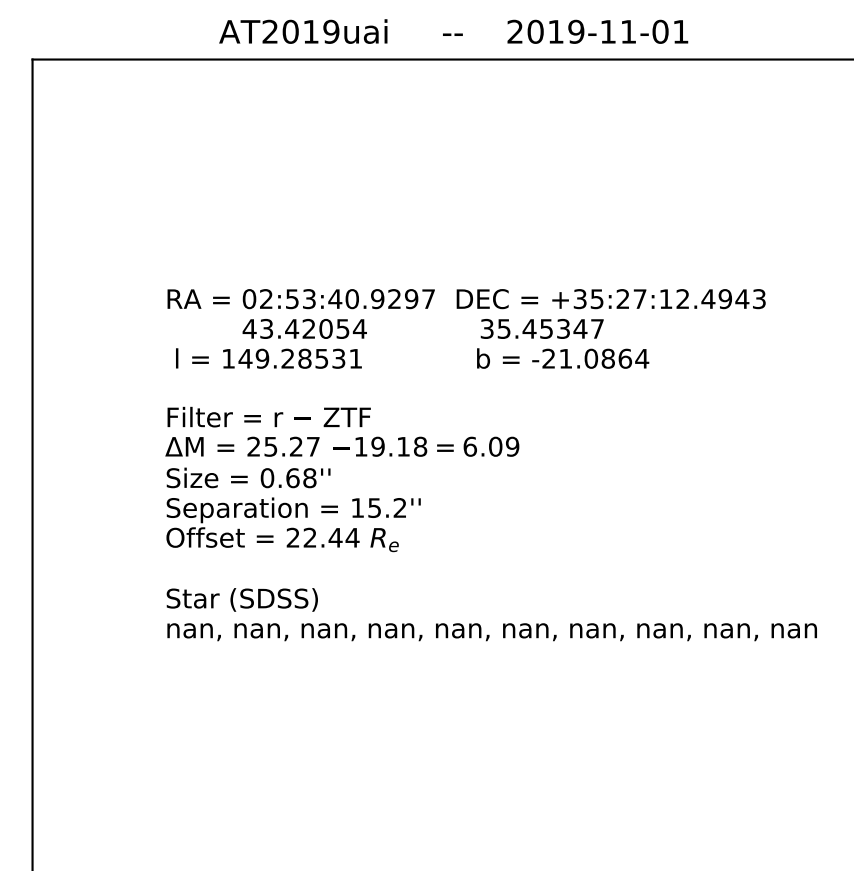 AT2019uai -- 2019-11-01
RA = 02:53:40.9297 DEC = +35:27:12.4943
43.42054 35.45347
l = 149.28531 b = -21.0864
Filter = r − ZTF
ΔM = 25.27 −19.18 = 6.09
Size = 0.68''
Separation = 15.2''
Offset = 22.44 Rₑ
Star (SDSS)
nan, nan, nan, nan, nan, nan, nan, nan, nan, nan